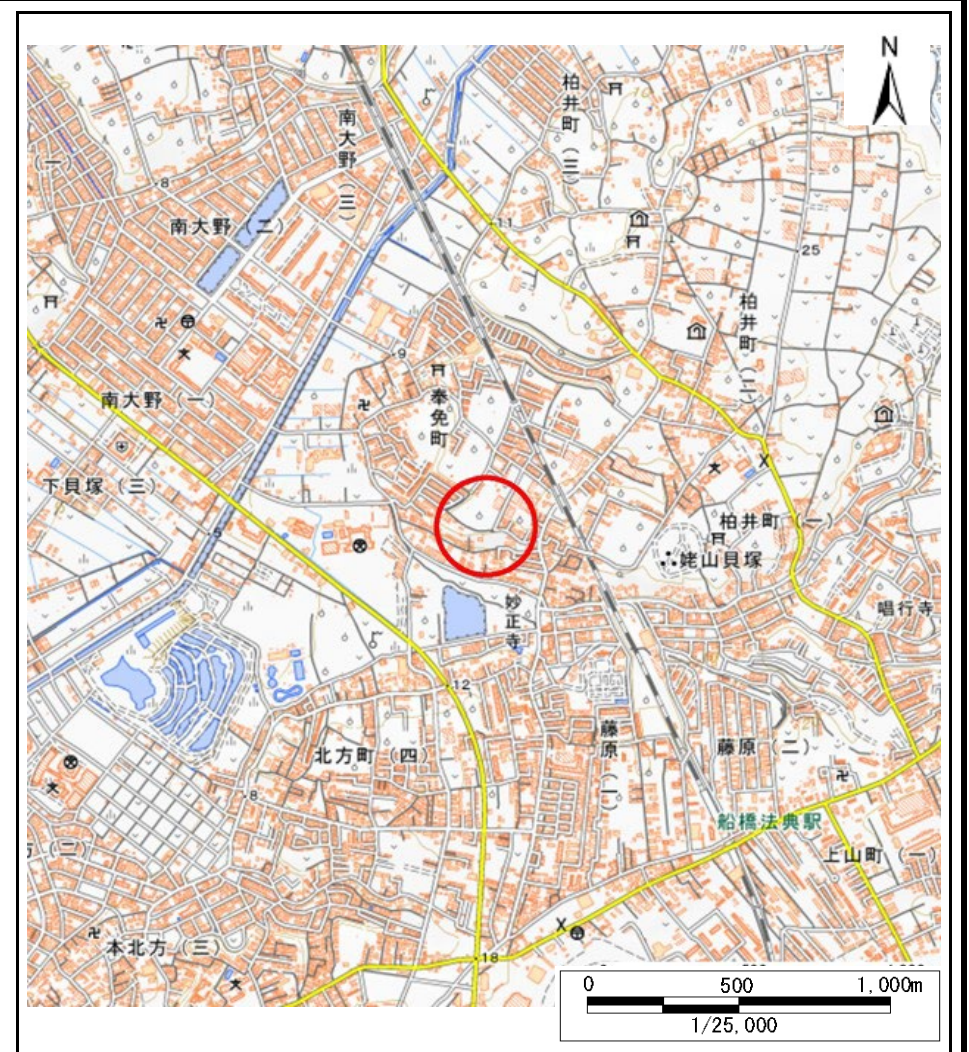 N
柏井町(三)
南大野(三)
(一)
8
11
南大野(二)
25
柏井町(二)
9
奉免町
南大野(一)
下貝塚(三)
柏井町(一)
5
姥山貝塚
唱行寺
妙正寺
12
藤原(一)
藤原(二)
北方町(四)
8
船橋法典駅
上山町(一)
本北方(三)
18
0 500 1,000m
1/25,000